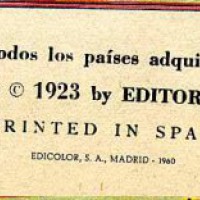 odos los países adqui
© 1923 by EDITOR
RINTED IN SPA
EDICOLOR, S. A., MADRID - 1960